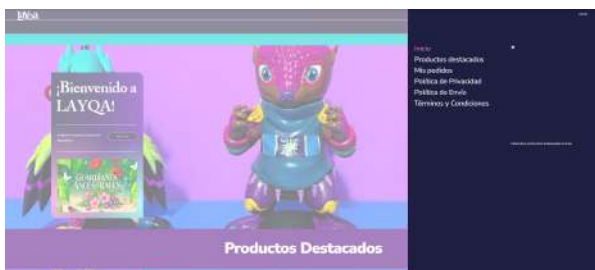 Layqa
¡Bienvenido a
LAYQA!
GUARDIANES
ANCESTRALES
Productos Destacados
Inicio
Productos destacados
Mis pedidos
Política de Privacidad
Política de Envío
Términos y Condiciones